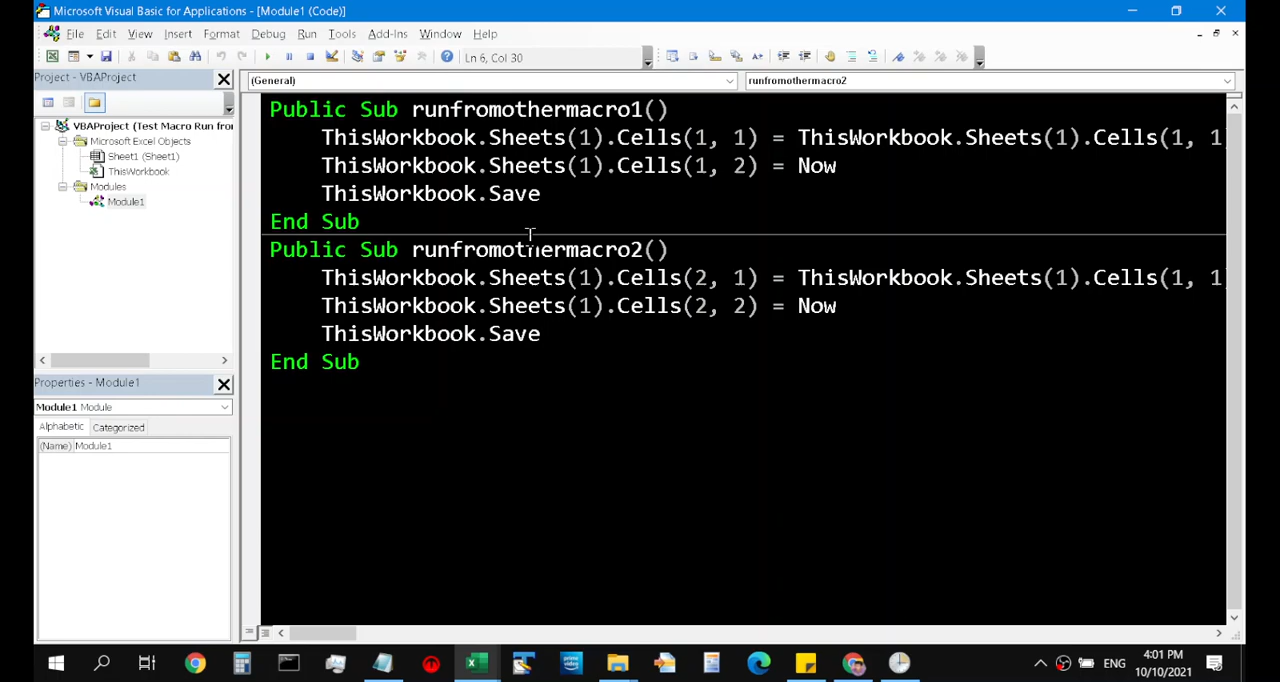 Microsoft Visual Basic for Applications - [Module1 (Code)]
File Edit View Insert Format Debug Run Tools Add-Ins Window Help
Ln 6, Col 30
Project - VBAProject
(General)
runfromothermacro2
VBAProject (Test Macro Run fron
Microsoft Excel Objects
Sheet1 (Sheet1)
ThisWorkbook
Modules
Module1
Properties - Module1
Module1 Module
Alphabetic Categorized
(Name) Module1
Public Sub runfromothermacro1()
ThisWorkbook.Sheets(1).Cells(1, 1) = ThisWorkbook.Sheets(1).Cells(1, 1)
ThisWorkbook.Sheets(1).Cells(1, 2) = Now
ThisWorkbook.Save
End Sub
Public Sub runfromothermacro2()
ThisWorkbook.Sheets(1).Cells(2, 1) = ThisWorkbook.Sheets(1).Cells(1, 1)
ThisWorkbook.Sheets(1).Cells(2, 2) = Now
ThisWorkbook.Save
End Sub
ENG
4:01 PM
10/10/2021